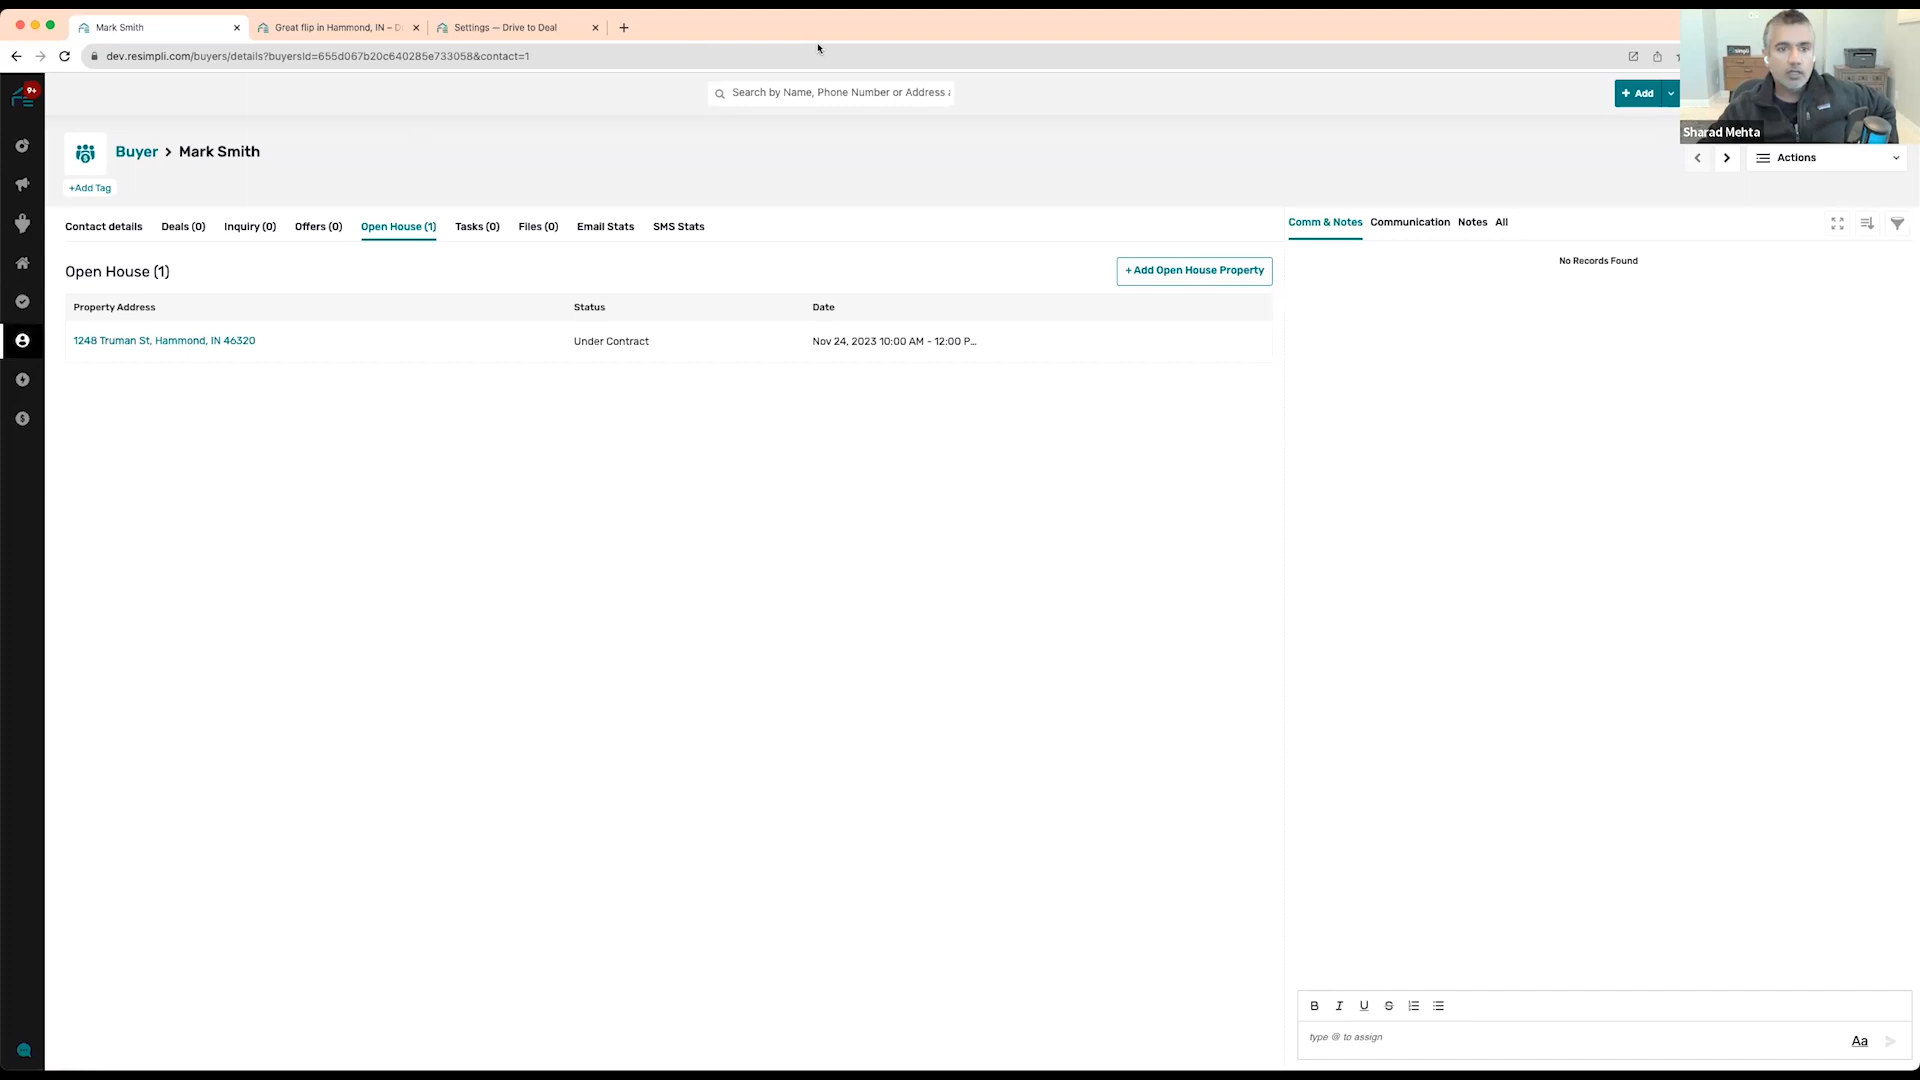 Mark Smith
Great flip in Hammond, IN – D
Settings — Drive to Deal
dev.resimpli.com/buyers/details?buyersId=655d067b20c640285e733058&contact=1
9+
Search by Name, Phone Number or Address
+ Add
simpli
Sharad Mehta
Buyer > Mark Smith
Actions
+Add Tag
Contact details
Deals (0)
Inquiry (0)
Offers (0)
Open House (1)
Tasks (0)
Files (0)
Email Stats
SMS Stats
Comm & Notes
Communication
Notes
All
Open House (1)
+ Add Open House Property
No Records Found
Property Address
Status
Date
1248 Truman St, Hammond, IN 46320
Under Contract
Nov 24, 2023 10:00 AM - 12:00 P...
B I U S
type @ to assign
Aa